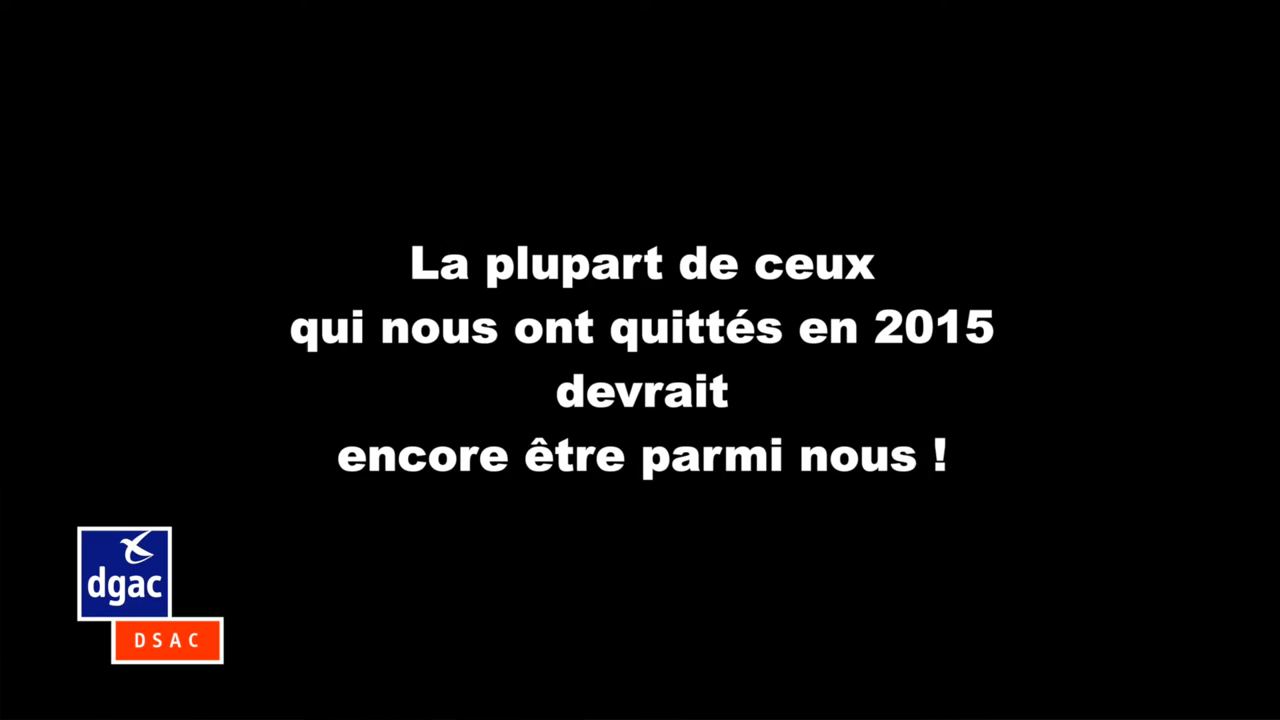 La plupart de ceux
qui nous ont quittés en 2015
devrait
encore être parmi nous !
dgac
DSAC